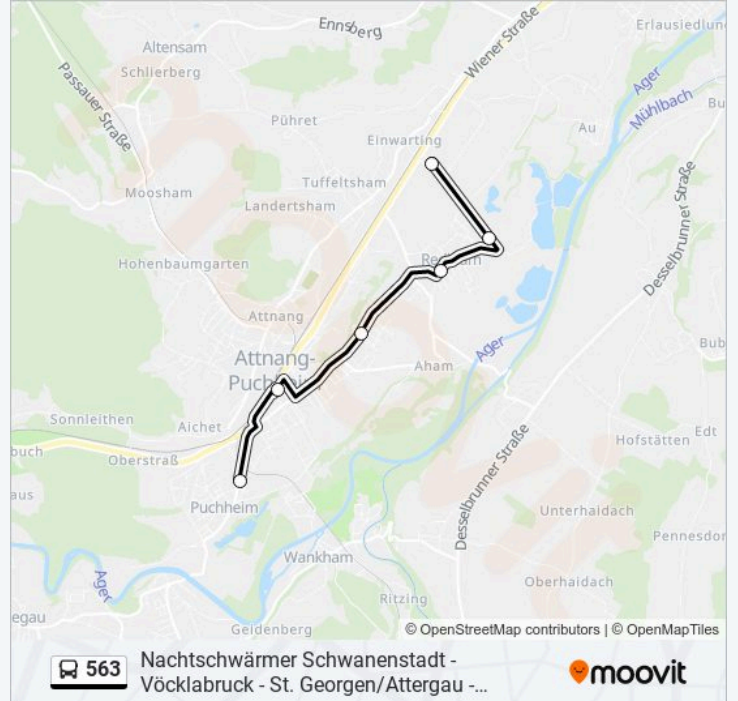 Ennsberg
Wiener Straße
Erlausiedlun
Altensam
Schlierberg
Passauer Straße
Ager
Mühlbach
Bu
Pühret
Einwarting
Au
Tuffeltsham
Moosham
Landertsham
Desselbrunner Straße
Hohenbaumgarten
Attnang
Ager
Bub
Attnang-
Aham
Sonnleithen
Aichet
Hofstätten
Edt
buch
Oberstraß
Desselbrunner Straße
aus
Puchheim
Unterhaidach
Pennesdor
Wankham
Ager
Oberhaidach
Ritzing
egau
Geldenberg
© OpenStreetMap contributors | © OpenMapTiles
563
Nachtschwärmer Schwanenstadt -
Vöcklabruck - St. Georgen/Attergau -...
moovit